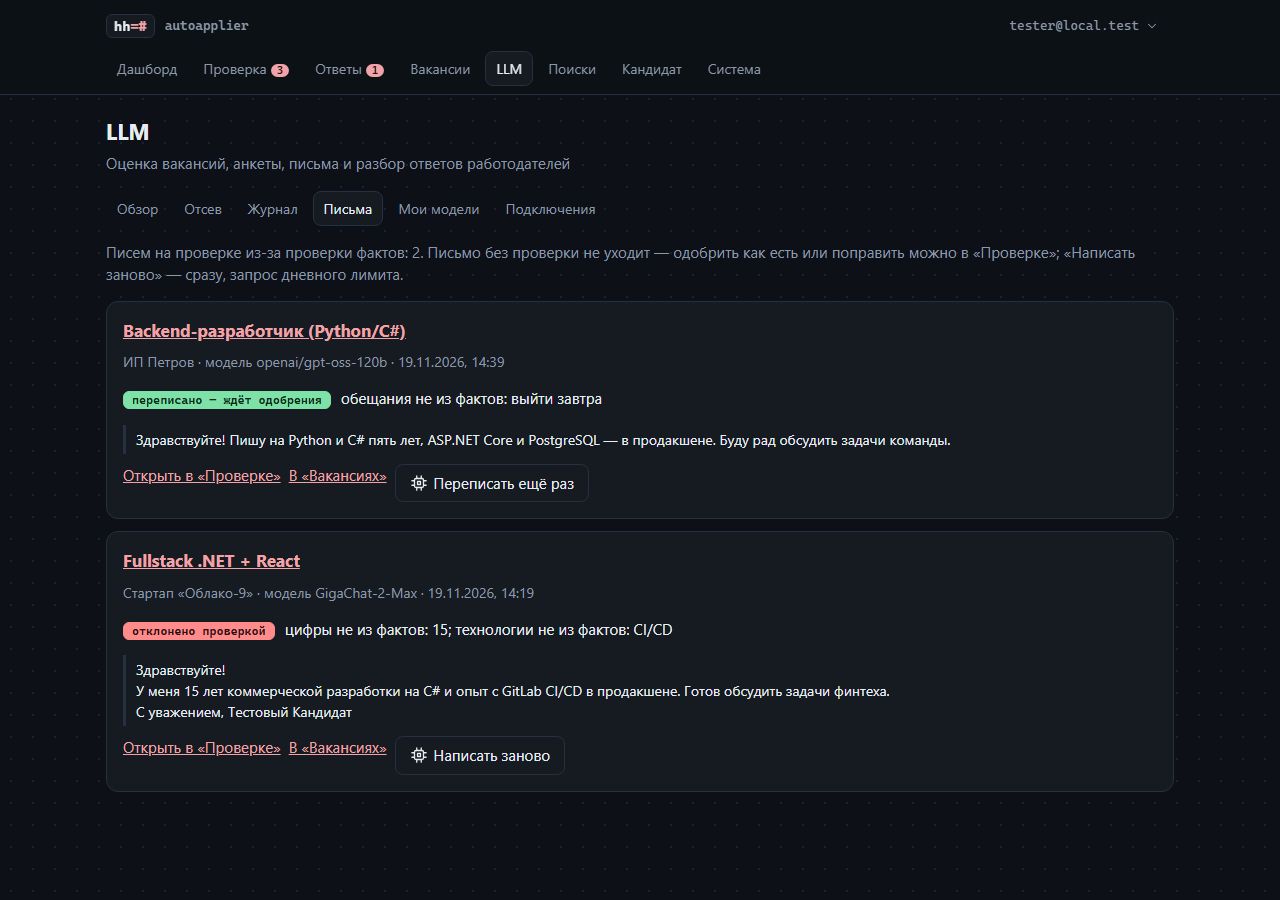 hh=# autoapplier tester@local.test
Дашборд Проверка 3 Ответы 1 Вакансии LLM Поиски Кандидат Система
LLM
Оценка вакансий, анкеты, письма и разбор ответов работодателей
Обзор Отсев Журнал Письма Мои модели Подключения
Писем на проверке из-за проверки фактов: 2. Письмо без проверки не уходит — одобрить как есть или поправить можно в «Проверке»; «Написать
заново» — сразу, запрос дневного лимита.
Backend-разработчик (Python/C#)
ИП Петров · модель openai/gpt-oss-120b · 19.11.2026, 14:39
переписано — ждёт одобрения обещания не из фактов: выйти завтра
Здравствуйте! Пишу на Python и C# пять лет, ASP.NET Core и PostgreSQL — в продакшене. Буду рад обсудить задачи команды.
Открыть в «Проверке» В «Вакансиях» Переписать ещё раз
Fullstack .NET + React
Стартап «Облако-9» · модель GigaChat-2-Max · 19.11.2026, 14:19
отклонено проверкой цифры не из фактов: 15; технологии не из фактов: CI/CD
Здравствуйте!
У меня 15 лет коммерческой разработки на C# и опыт с GitLab CI/CD в продакшене. Готов обсудить задачи финтеха.
С уважением, Тестовый Кандидат
Открыть в «Проверке» В «Вакансиях» Написать заново